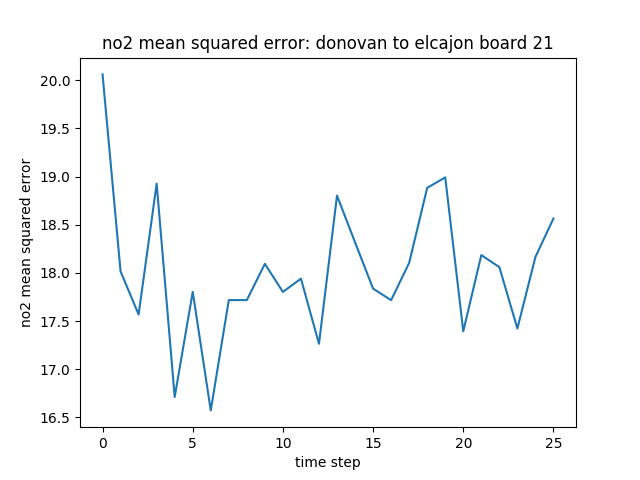 no2 mean squared error: donovan to elcajon board 21
no2 mean squared error
20.0
19.5
19.0
18.5
18.0
17.5
17.0
16.5
0 5 10 15 20 25
time step